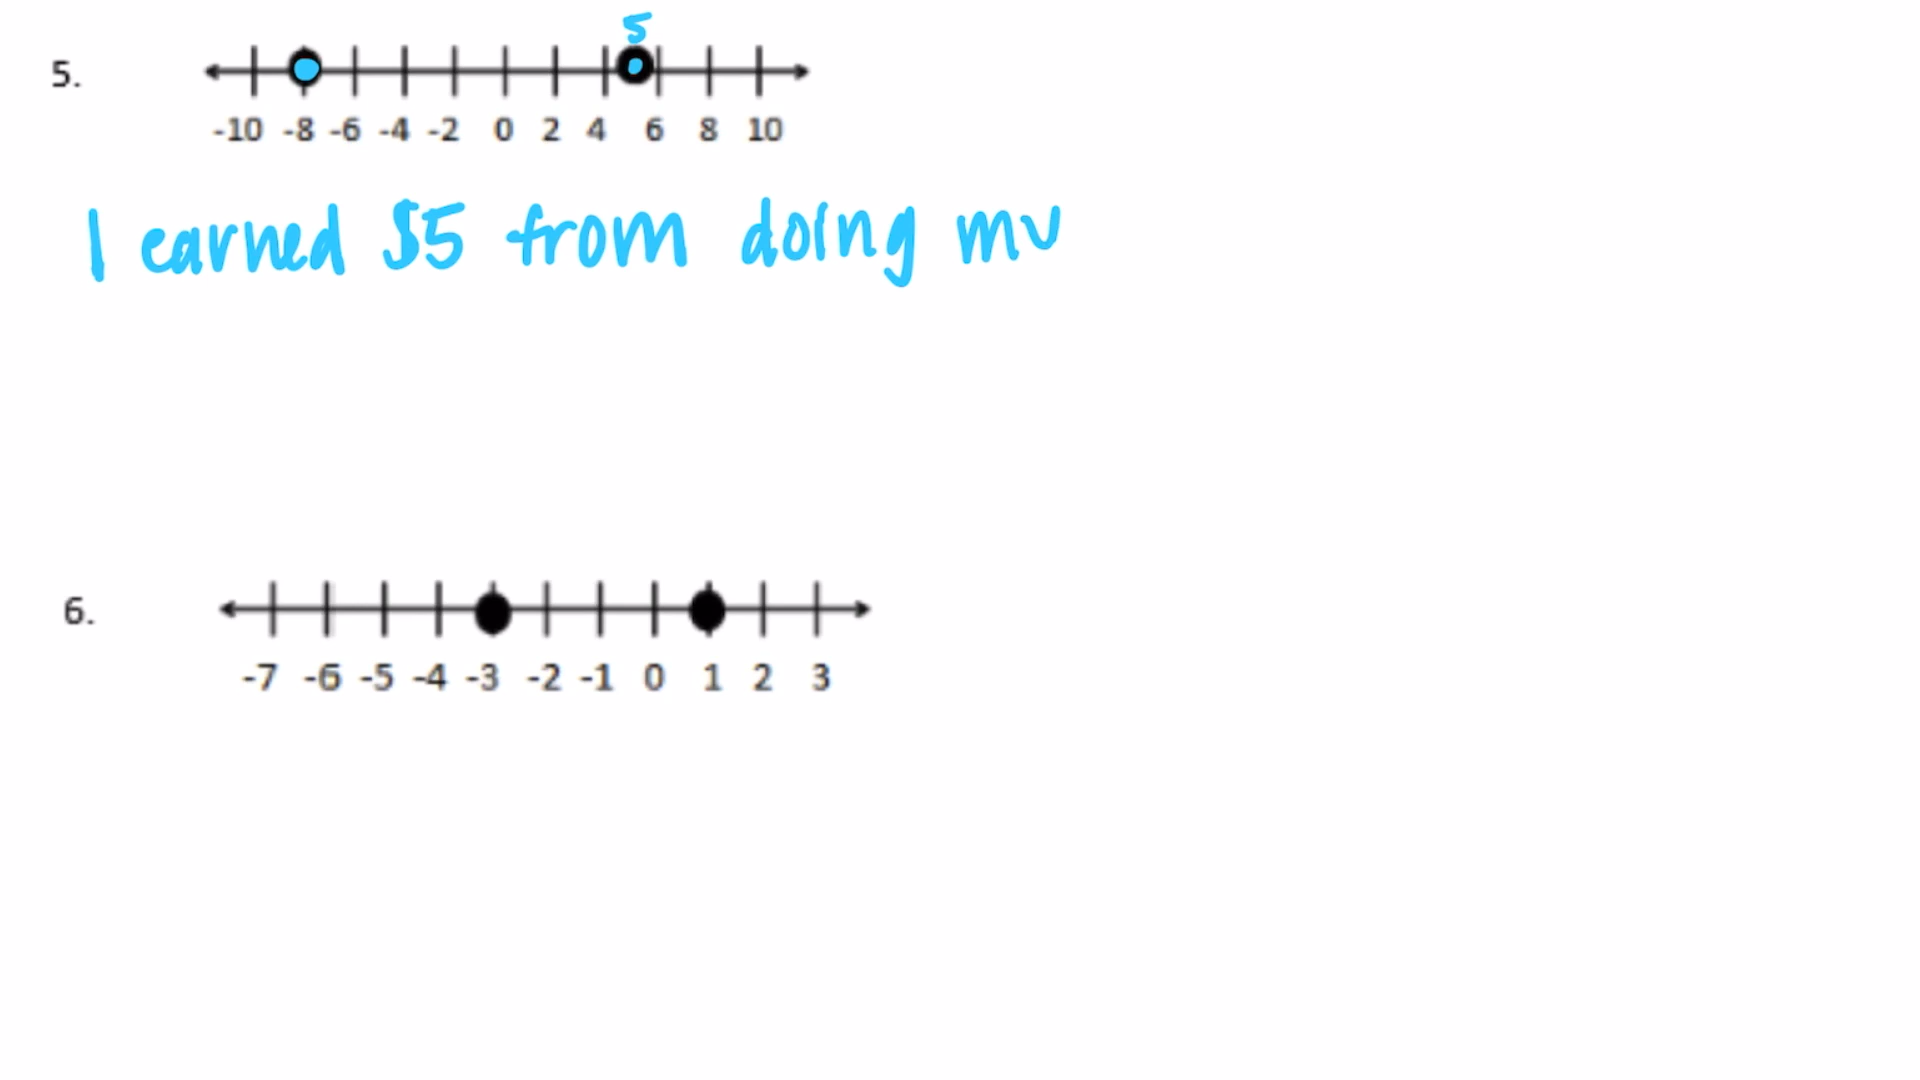 5
5.
-10 -8 -6 -4 -2 0 2 4 6 8 10
I earned $5 from doing mv
6.
-7 -6 -5 -4 -3 -2 -1 0 1 2 3